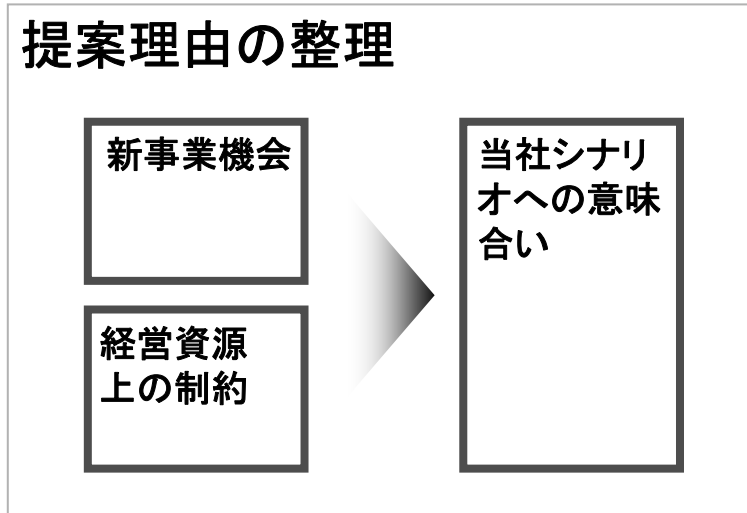 提案理由の整理
新事業機会
経営資源
上の制約
当社シナリ
オへの意味
合い